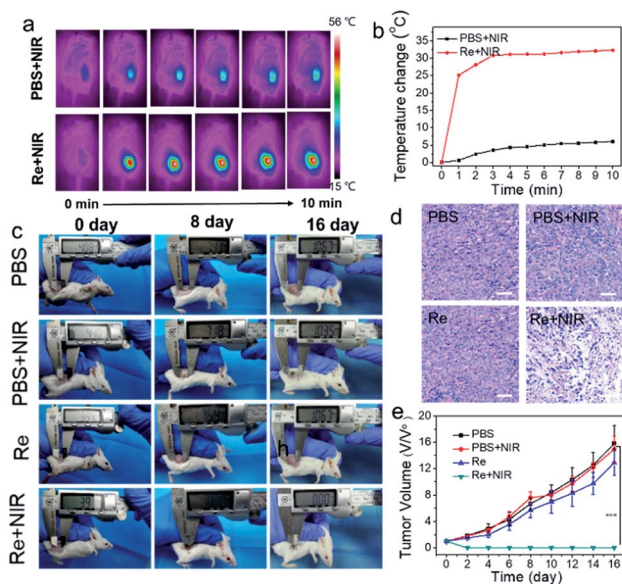 a
PBS+NIR
Re+NIR
56 °C
15 °C
0 min
10 min
b
Temperature change (°C)
35
30
25
20
15
10
5
0
PBS+NIR
Re+NIR
0 1 2 3 4 5 6 7 8 9 10
Time (min)
c
0 day
8 day
16 day
PBS
PBS+NIR
Re
Re+NIR
h
d
PBS
PBS+NIR
Re
Re+NIR
e
Tumor Volume (V/V₀)
20
16
12
8
4
0
PBS
PBS+NIR
Re
Re+NIR
***
0 2 4 6 8 10 12 14 16
Time (day)